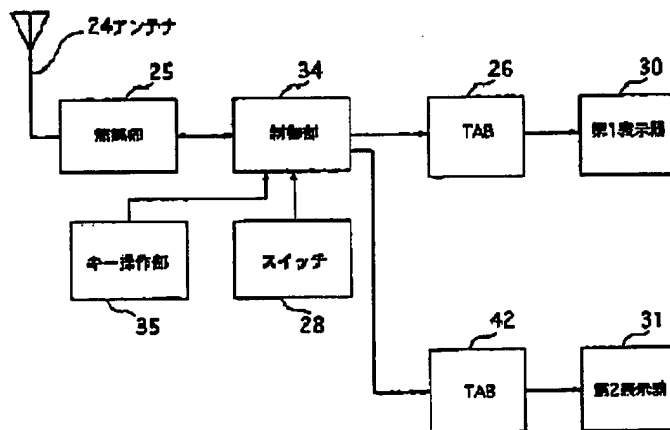 24アンテナ
25
34
26
30
無線部
制御部
TAB
第1表示器
キー操作部
スイッチ
35
28
42
31
TAB
第2表示器